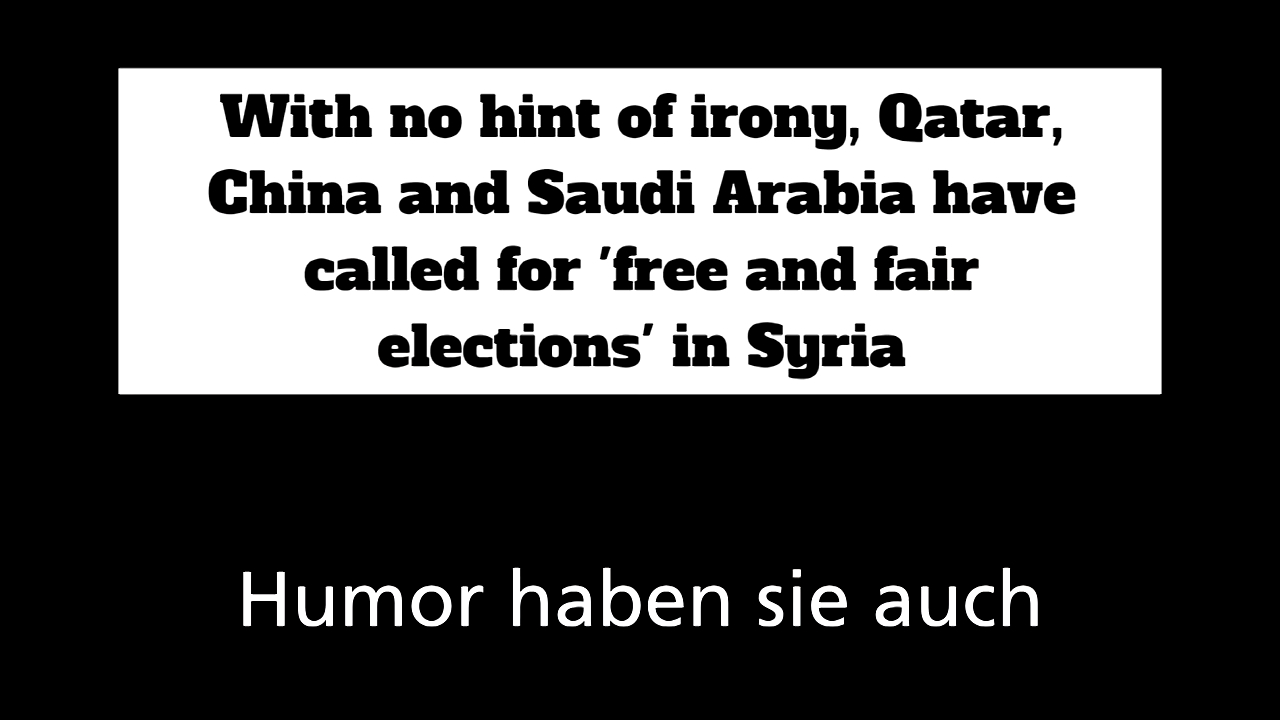 With no hint of irony, Qatar,
China and Saudi Arabia have
called for 'free and fair
elections' in Syria
Humor haben sie auch